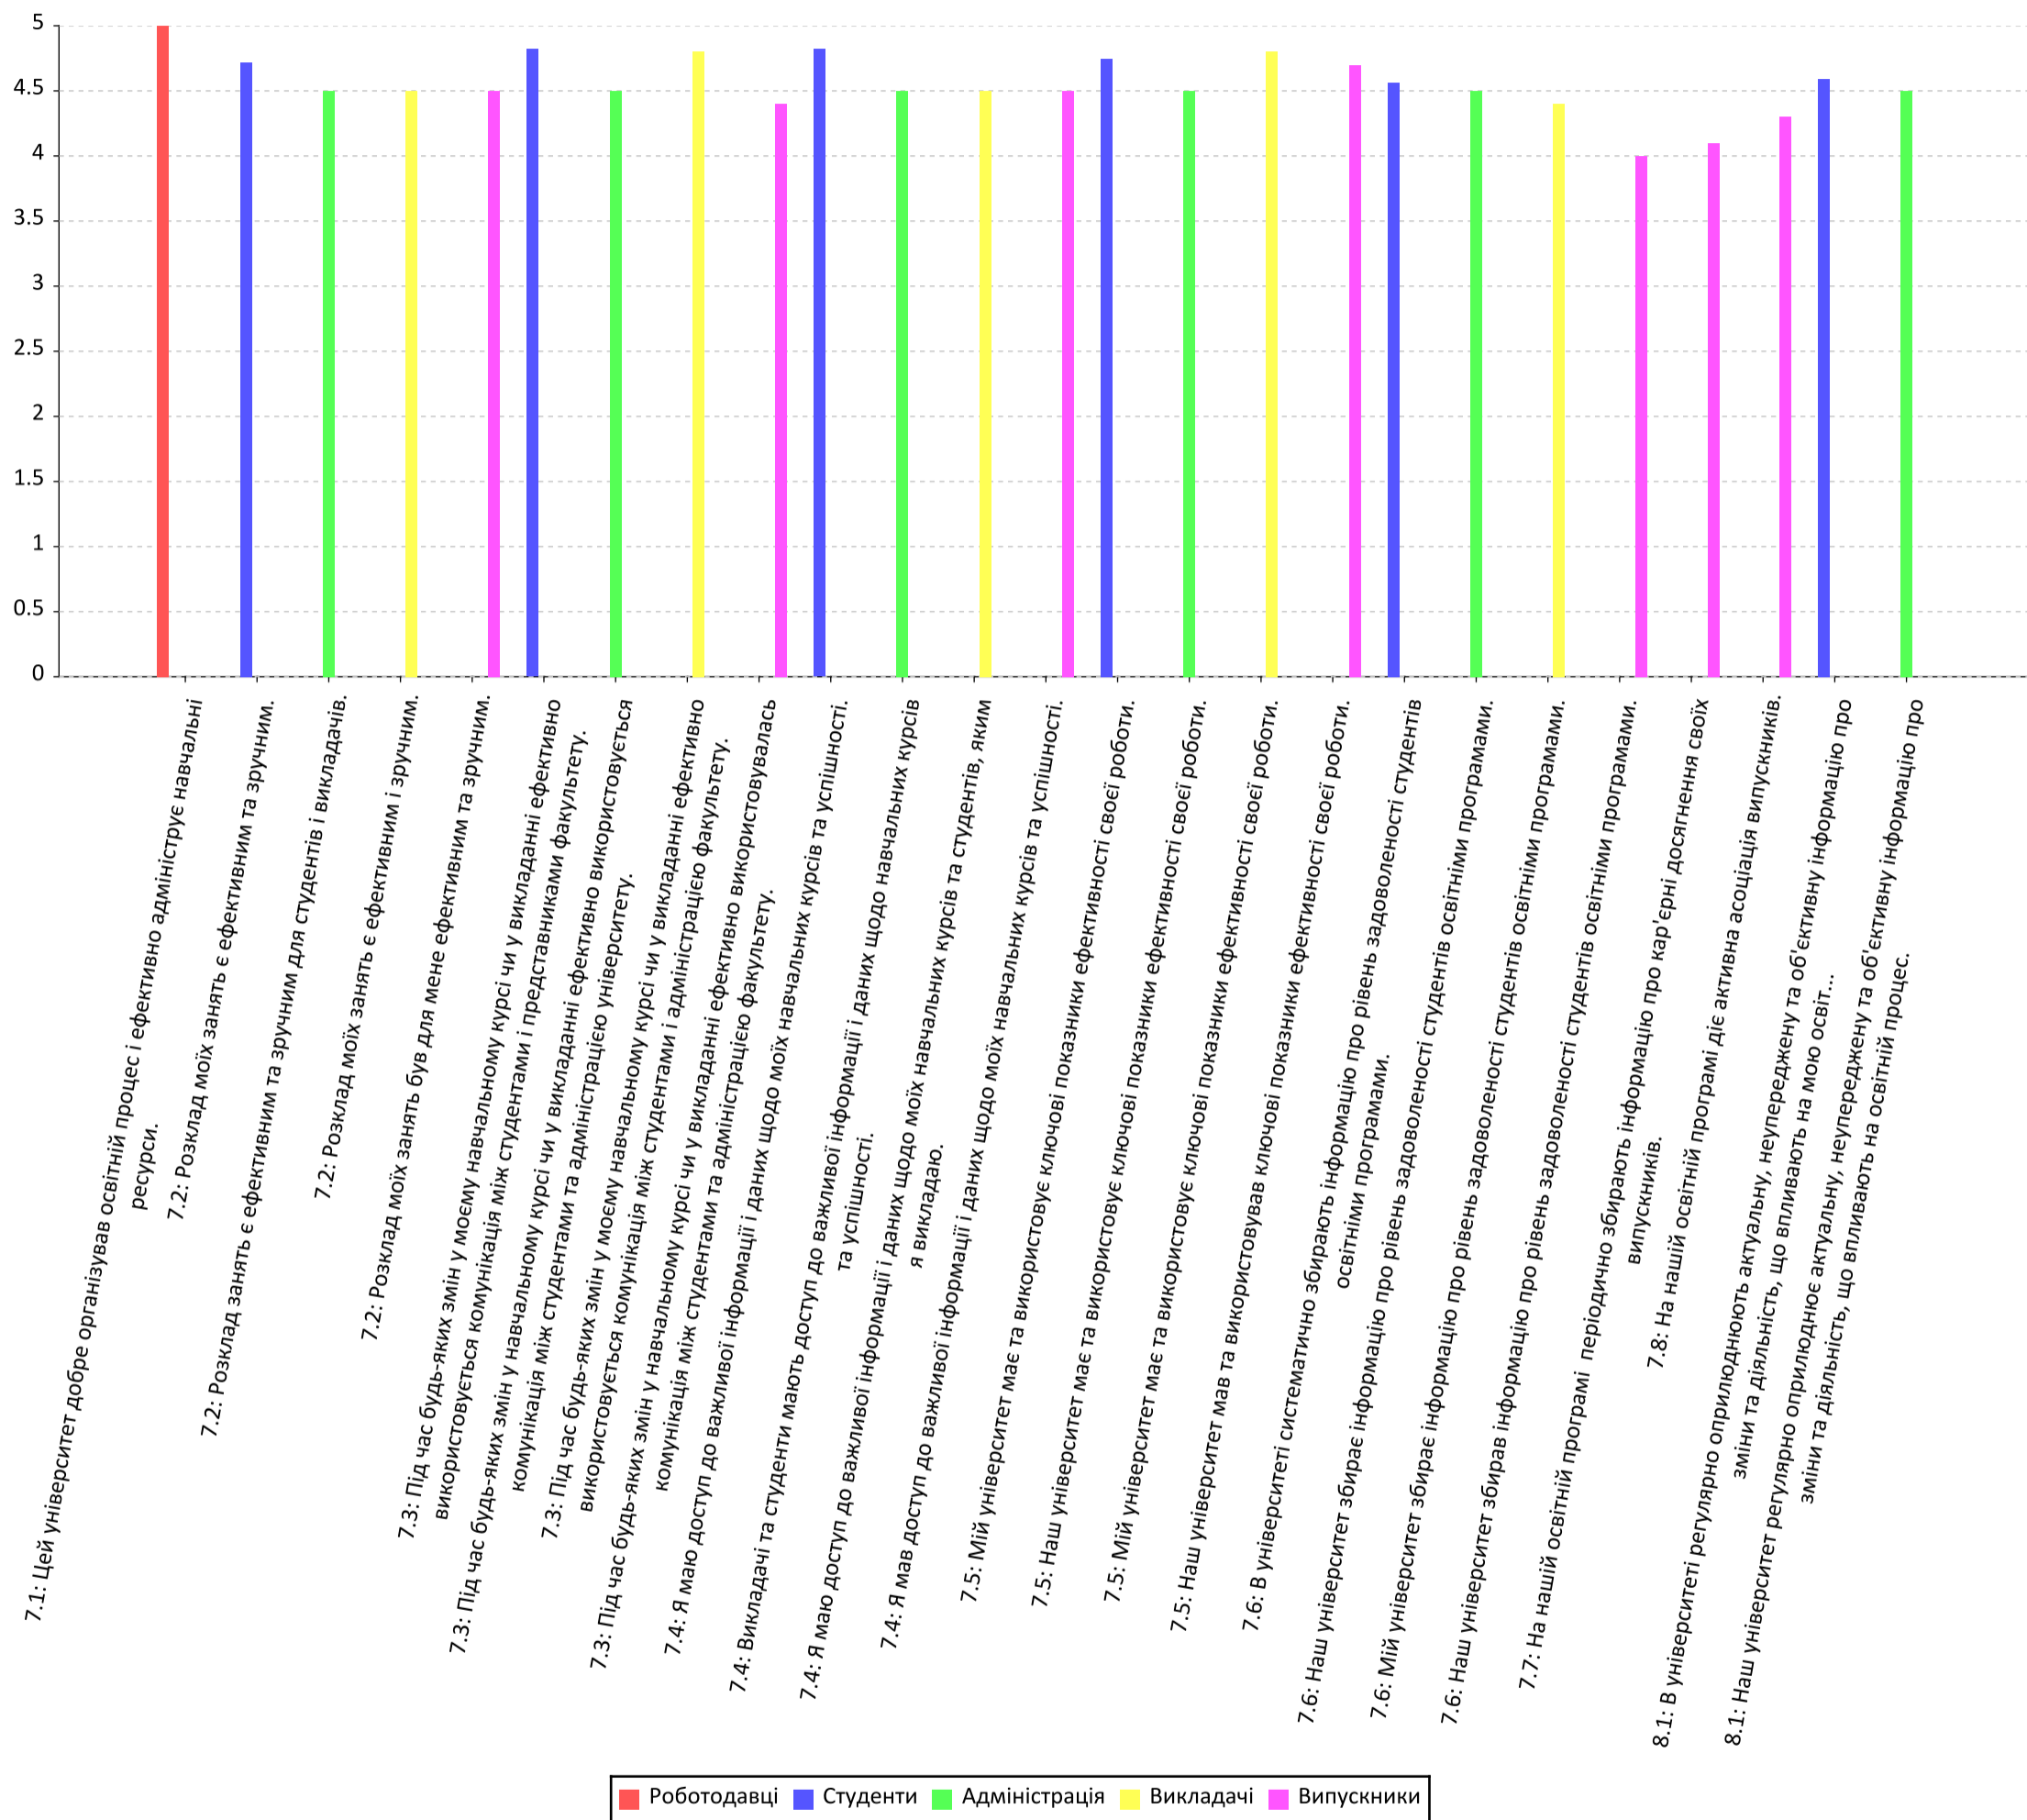 5
4.5
4
3.5
3
2.5
2
1.5
1
0.5
0
7.1: Цей університет добре організував освітній процес і ефективно адмініструє навчальні
ресурси.
7.2: Розклад моїх занять є ефективним та зручним.
7.2: Розклад занять є ефективним та зручним для студентів і викладачів.
7.2: Розклад моїх занять є ефективним і зручним.
7.2: Розклад моїх занять був для мене ефективним та зручним.
7.3: Під час будь-яких змін у моєму навчальному курсі чи у викладанні ефективно
використовується комунікація між студентами і представниками факультету.
7.3: Під час будь-яких змін у навчальному курсі чи у викладанні ефективно використовується
комунікація між студентами та адміністрацією університету.
7.3: Під час будь-яких змін у моєму навчальному курсі чи у викладанні ефективно
використовується комунікація між студентами і адміністрацією факультету.
7.3: Під час будь-яких змін у навчальному курсі чи у викладанні ефективно використовувалась
комунікація між студентами та адміністрацією факультету.
7.4: Я маю доступ до важливої інформації і даних щодо моїх навчальних курсів та успішності.
7.4: Викладачі та студенти мають доступ до важливої інформації і даних щодо навчальних курсів
та успішності.
7.4: Я маю доступ до важливої інформації і даних щодо моїх навчальних курсів та студентів, яким
я викладаю.
7.4: Я мав доступ до важливої інформації і даних щодо моїх навчальних курсів та успішності.
7.5: Мій університет має та використовує ключові показники ефективності своєї роботи.
7.5: Наш університет має та використовує ключові показники ефективності своєї роботи.
7.5: Мій університет має та використовує ключові показники ефективності своєї роботи.
7.5: Наш університет мав та використовував ключові показники ефективності своєї роботи.
7.6: В університеті систематично збирають інформацію про рівень задоволеності студентів
освітніми програмами.
7.6: Наш університет збирає інформацію про рівень задоволеності студентів освітніми програмами.
7.6: Мій університет збирає інформацію про рівень задоволеності студентів освітніми програмами.
7.6: Наш університет збирав інформацію про рівень задоволеності студентів освітніми програмами.
7.7: На нашій освітній програмі періодично збирають інформацію про кар'єрні досягнення своїх
випускників.
7.8: На нашій освітній програмі діє активна асоціація випускників.
8.1: В університеті регулярно оприлюднюють актуальну, неупереджену та об'єктивну інформацію про
зміни та діяльність, що впливають на мою освіт...
8.1: Наш університет регулярно оприлюднює актуальну, неупереджену та об'єктивну інформацію про
зміни та діяльність, що впливають на освітній процес.
Роботодавці Студенти Адміністрація Викладачі Випускники